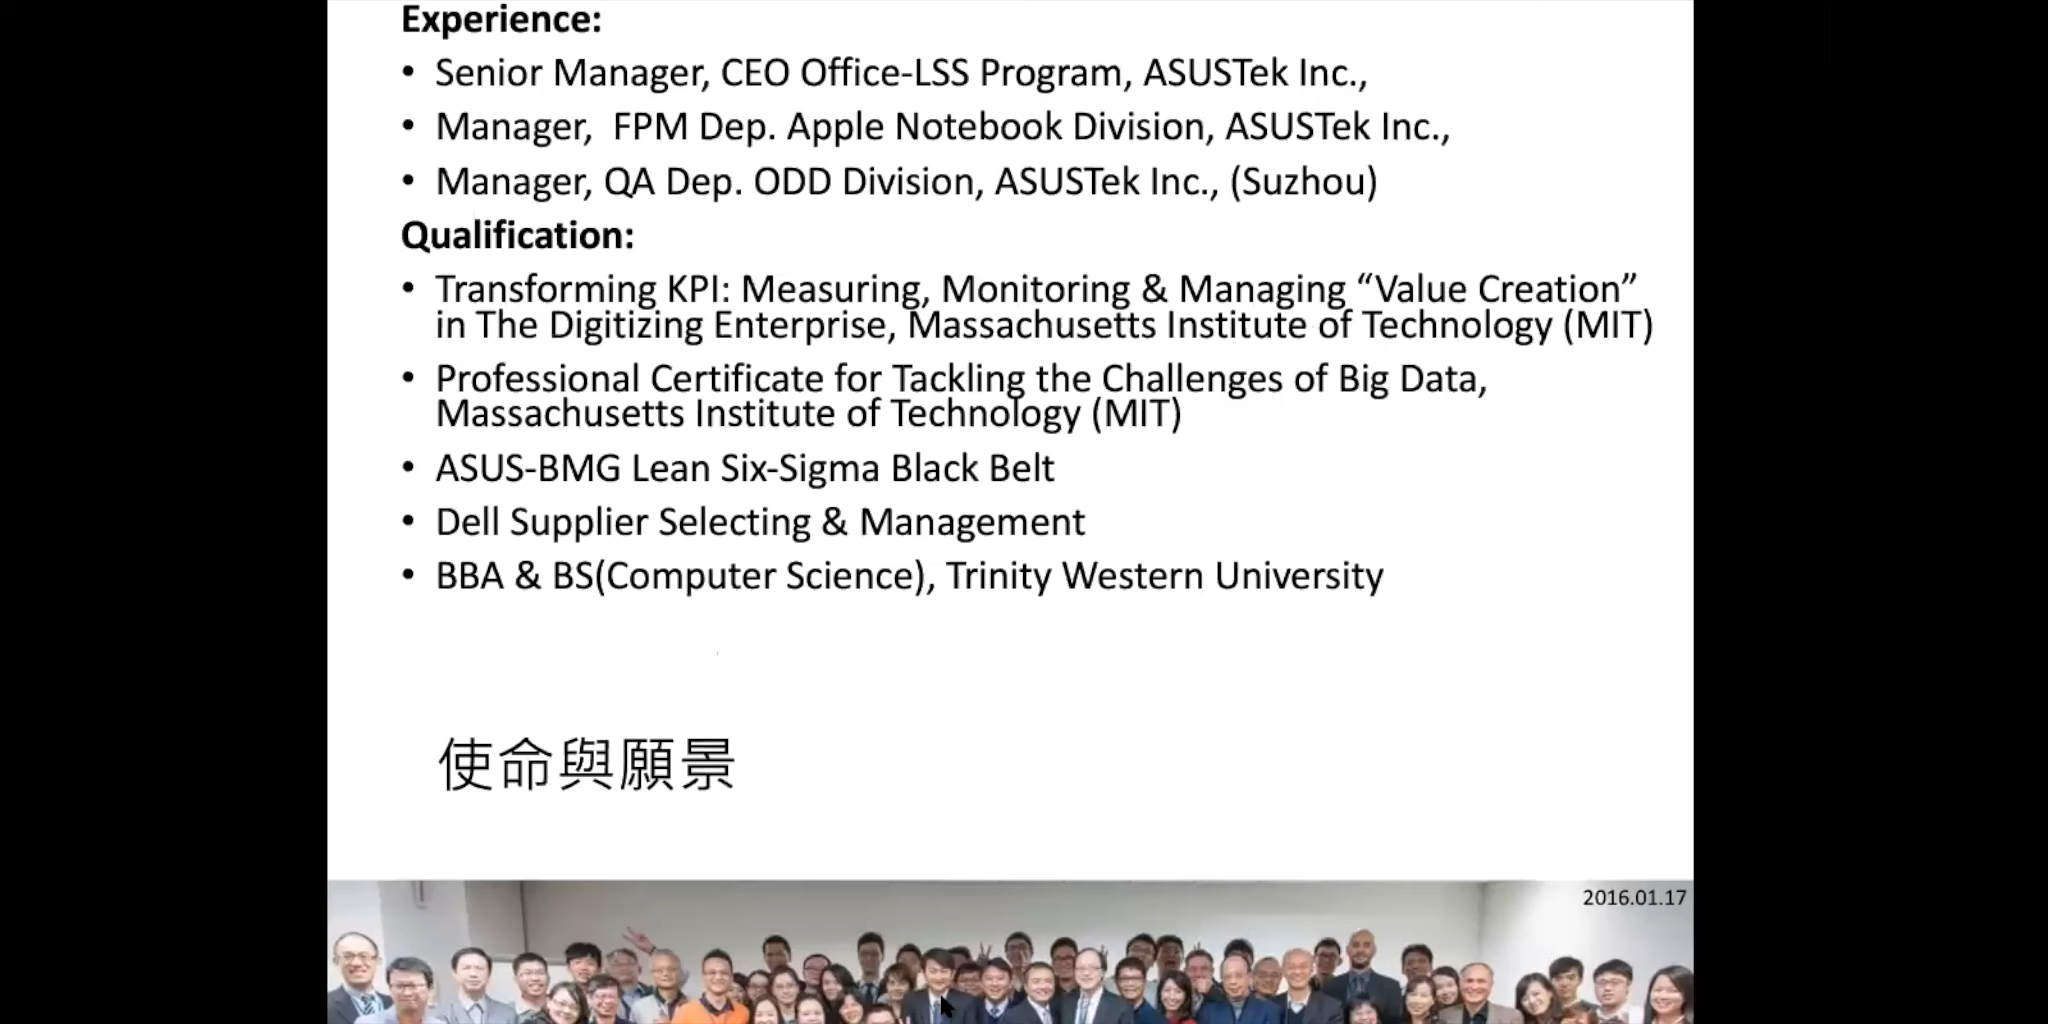 Experience:
• Senior Manager, CEO Office-LSS Program, ASUSTek Inc.,
• Manager,  FPM Dep. Apple Notebook Division, ASUSTek Inc.,
• Manager, QA Dep. ODD Division, ASUSTek Inc., (Suzhou)
Qualification:
• Transforming KPI: Measuring, Monitoring & Managing “Value Creation”
in The Digitizing Enterprise, Massachusetts Institute of Technology (MIT)
• Professional Certificate for Tackling the Challenges of Big Data,
Massachusetts Institute of Technology (MIT)
• ASUS-BMG Lean Six-Sigma Black Belt
• Dell Supplier Selecting & Management
• BBA & BS(Computer Science), Trinity Western University
使命與願景
2016.01.17